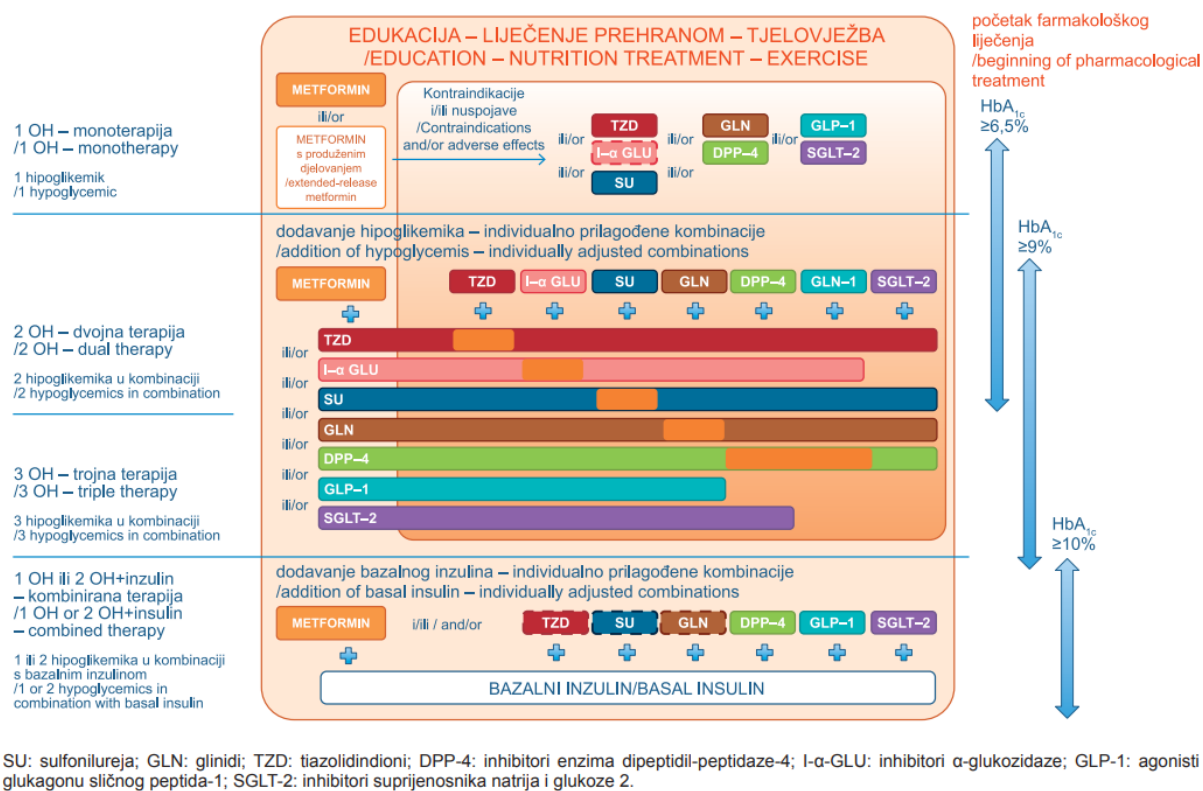 EDUKACIJA – LIJEČENJE PREHRANOM – TJELOVJEŽBA
/EDUCATION – NUTRITION TREATMENT – EXERCISE
početak farmakološkog
liječenja
/beginning of pharmacological
treatment
1 OH – monoterapija
/1 OH – monotherapy
1 hipoglikemik
/1 hypoglycemic
METFORMIN
ili/or
METFORMIN
s produženim
djelovanjem
/extended-release
metformin
Kontraindikacije
i/ili nuspojave
/Contraindications
and/or adverse effects
ili/or TZD ili/or GLN ili/or GLP–1
I–α GLU DPP–4 SGLT–2
ili/or SU ili/or
HbA1c
≥6,5%
dodavanje hipoglikemika – individualno prilagođene kombinacije
/addition of hypoglycemis – individually adjusted combinations
HbA1c
≥9%
METFORMIN TZD I–α GLU SU GLN DPP–4 GLN–1 SGLT–2
2 OH – dvojna terapija
/2 OH – dual therapy
2 hipoglikemika u kombinaciji
/2 hypoglycemics in combination
TZD
ili/or
I–α GLU
ili/or
SU
ili/or
GLN
ili/or
DPP–4
ili/or
GLP–1
ili/or
SGLT–2
3 OH – trojna terapija
/3 OH – triple therapy
3 hipoglikemika u kombinaciji
/3 hypoglycemics in combination
HbA1c
≥10%
1 OH ili 2 OH+inzulin
– kombinirana terapija
/1 OH or 2 OH+insulin
– combined therapy
1 ili 2 hipoglikemika u kombinaciji
s bazalnim inzulinom
/1 or 2 hypoglycemics in
combination with basal insulin
dodavanje bazalnog inzulina – individualno prilagođene kombinacije
/addition of basal insulin – individually adjusted combinations
METFORMIN i/ili / and/or TZD SU GLN DPP–4 GLP–1 SGLT–2
BAZALNI INZULIN/BASAL INSULIN
SU: sulfonilureja; GLN: glinidi; TZD: tiazolidindioni; DPP-4: inhibitori enzima dipeptidil-peptidaze-4; I-α-GLU: inhibitori α-glukozidaze; GLP-1: agonisti
glukagonu sličnog peptida-1; SGLT-2: inhibitori suprijenosnika natrija i glukoze 2.